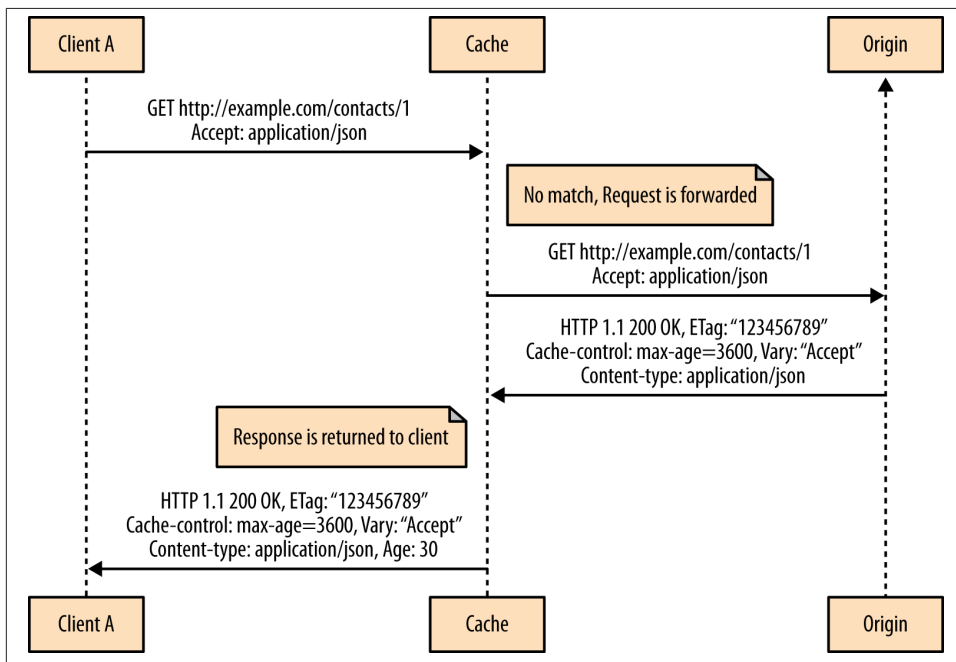 Client A
Cache
Origin
GET http://example.com/contacts/1
Accept: application/json
No match, Request is forwarded
GET http://example.com/contacts/1
Accept: application/json
HTTP 1.1 200 OK, ETag: “123456789”
Cache-control: max-age=3600, Vary: “Accept”
Content-type: application/json
Response is returned to client
HTTP 1.1 200 OK, ETag: “123456789”
Cache-control: max-age=3600, Vary: “Accept”
Content-type: application/json, Age: 30
Client A
Cache
Origin